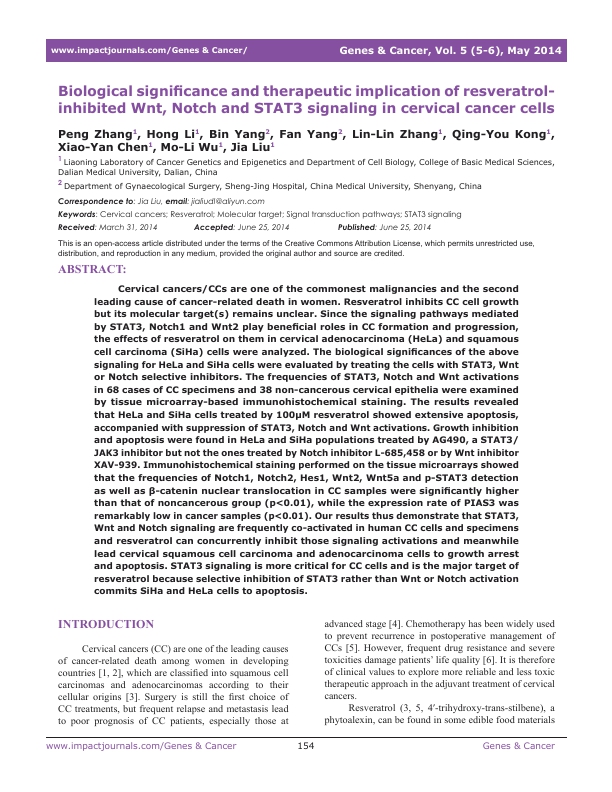 www.impactjournals.com/Genes & Cancer/
Genes & Cancer, Vol. 5 (5-6), May 2014
Biological significance and therapeutic implication of resveratrol-
inhibited Wnt, Notch and STAT3 signaling in cervical cancer cells
Peng Zhang1, Hong Li1, Bin Yang2, Fan Yang2, Lin-Lin Zhang1, Qing-You Kong1,
Xiao-Yan Chen1, Mo-Li Wu1, Jia Liu1
1 Liaoning Laboratory of Cancer Genetics and Epigenetics and Department of Cell Biology, College of Basic Medical Sciences,
Dalian Medical University, Dalian, China
2 Department of Gynaecological Surgery, Sheng-Jing Hospital, China Medical University, Shenyang, China
Correspondence to: Jia Liu, email: jialiudl@aliyun.com
Keywords: Cervical cancers; Resveratrol; Molecular target; Signal transduction pathways; STAT3 signaling
Received: March 31, 2014 Accepted: June 25, 2014 Published: June 25, 2014
This is an open-access article distributed under the terms of the Creative Commons Attribution License, which permits unrestricted use,
distribution, and reproduction in any medium, provided the original author and source are credited.
ABSTRACT:
Cervical cancers/CCs are one of the commonest malignancies and the second
leading cause of cancer-related death in women. Resveratrol inhibits CC cell growth
but its molecular target(s) remains unclear. Since the signaling pathways mediated
by STAT3, Notch1 and Wnt2 play beneficial roles in CC formation and progression,
the effects of resveratrol on them in cervical adenocarcinoma (HeLa) and squamous
cell carcinoma (SiHa) cells were analyzed. The biological significances of the above
signaling for HeLa and SiHa cells were evaluated by treating the cells with STAT3, Wnt
or Notch selective inhibitors. The frequencies of STAT3, Notch and Wnt activations
in 68 cases of CC specimens and 38 non-cancerous cervical epithelia were examined
by tissue microarray-based immunohistochemical staining. The results revealed
that HeLa and SiHa cells treated by 100μM resveratrol showed extensive apoptosis,
accompanied with suppression of STAT3, Notch and Wnt activations. Growth inhibition
and apoptosis were found in HeLa and SiHa populations treated by AG490, a STAT3/
JAK3 inhibitor but not the ones treated by Notch inhibitor L-685,458 or by Wnt inhibitor
XAV-939. Immunohistochemical staining performed on the tissue microarrays showed
that the frequencies of Notch1, Notch2, Hes1, Wnt2, Wnt5a and p-STAT3 detection
as well as β-catenin nuclear translocation in CC samples were significantly higher
than that of noncancerous group (p<0.01), while the expression rate of PIAS3 was
remarkably low in cancer samples (p<0.01). Our results thus demonstrate that STAT3,
Wnt and Notch signaling are frequently co-activated in human CC cells and specimens
and resveratrol can concurrently inhibit those signaling activations and meanwhile
lead cervical squamous cell carcinoma and adenocarcinoma cells to growth arrest
and apoptosis. STAT3 signaling is more critical for CC cells and is the major target of
resveratrol because selective inhibition of STAT3 rather than Wnt or Notch activation
commits SiHa and HeLa cells to apoptosis.
INTRODUCTION
Cervical cancers (CC) are one of the leading causes
of cancer-related death among women in developing
countries [1, 2], which are classified into squamous cell
carcinomas and adenocarcinomas according to their
cellular origins [3]. Surgery is still the first choice of
CC treatments, but frequent relapse and metastasis lead
to poor prognosis of CC patients, especially those at
advanced stage [4]. Chemotherapy has been widely used
to prevent recurrence in postoperative management of
CCs [5]. However, frequent drug resistance and severe
toxicities damage patients' life quality [6]. It is therefore
of clinical values to explore more reliable and less toxic
therapeutic approach in the adjuvant treatment of cervical
cancers.
Resveratrol (3, 5, 4′-trihydroxy-trans-stilbene), a
phytoalexin, can be found in some edible food materials
www.impactjournals.com/Genes & Cancer
154
Genes & Cancer